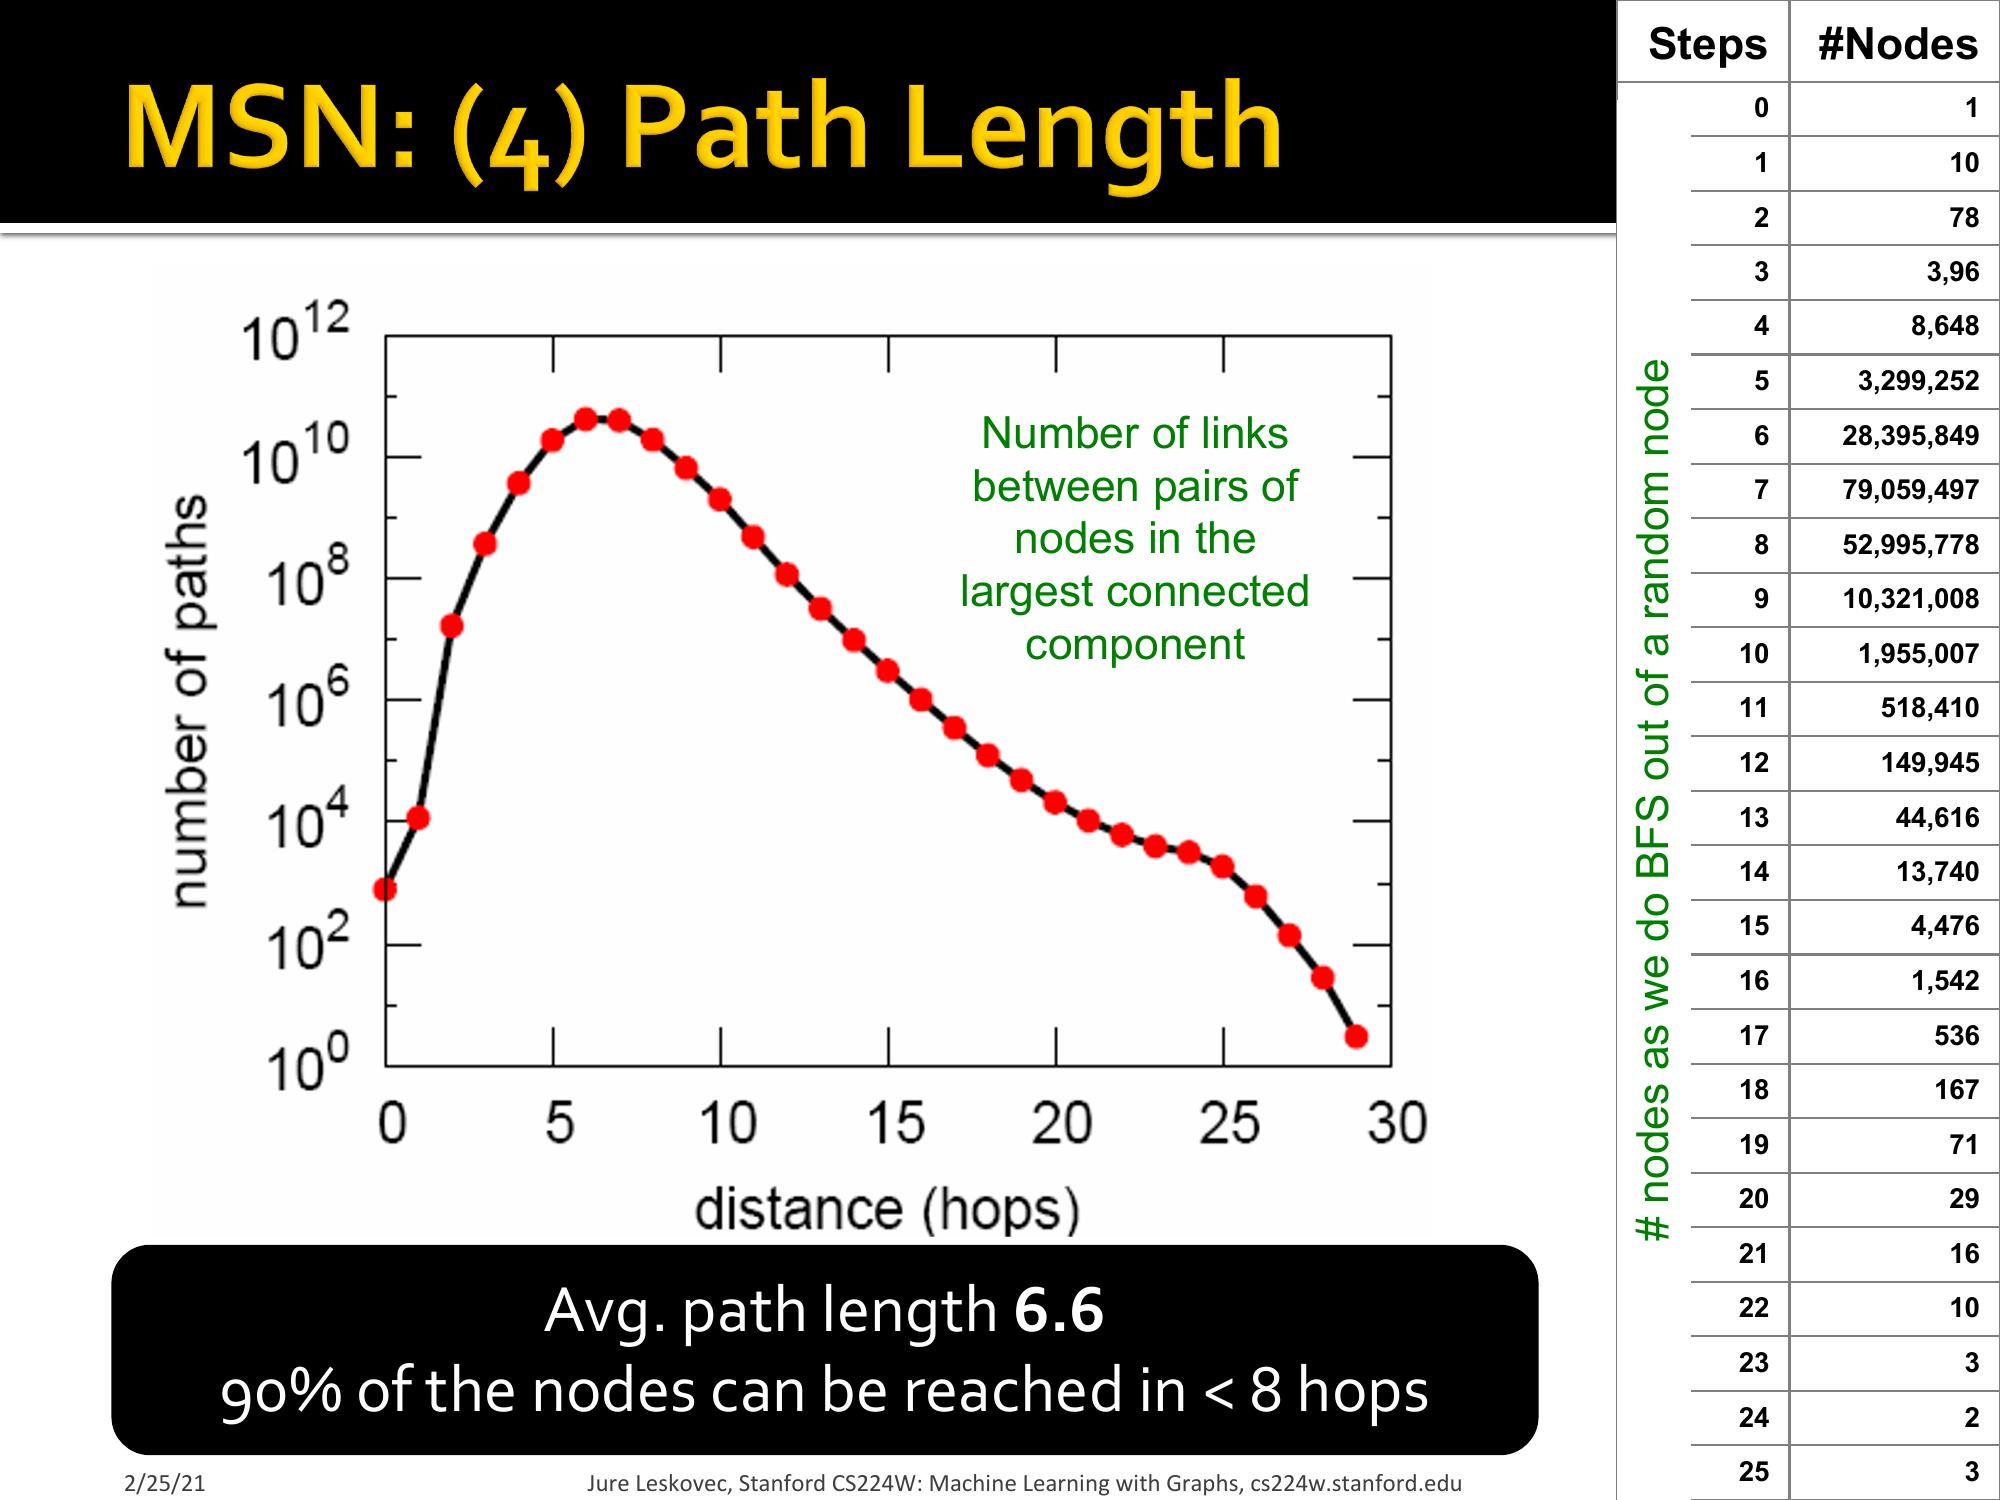 MSN: (4) Path Length
10^12
10^10
10^8
10^6
10^4
10^2
10^0
number of paths
0 5 10 15 20 25 30
distance (hops)
Number of links
between pairs of
nodes in the
largest connected
component
Avg. path length 6.6
90% of the nodes can be reached in < 8 hops
2/25/21
Jure Leskovec, Stanford CS224W: Machine Learning with Graphs, cs224w.stanford.edu
# nodes as we do BFS out of a random node
Steps #Nodes
0 1
1 10
2 78
3 3,96
4 8,648
5 3,299,252
6 28,395,849
7 79,059,497
8 52,995,778
9 10,321,008
10 1,955,007
11 518,410
12 149,945
13 44,616
14 13,740
15 4,476
16 1,542
17 536
18 167
19 71
20 29
21 16
22 10
23 3
24 2
25 3